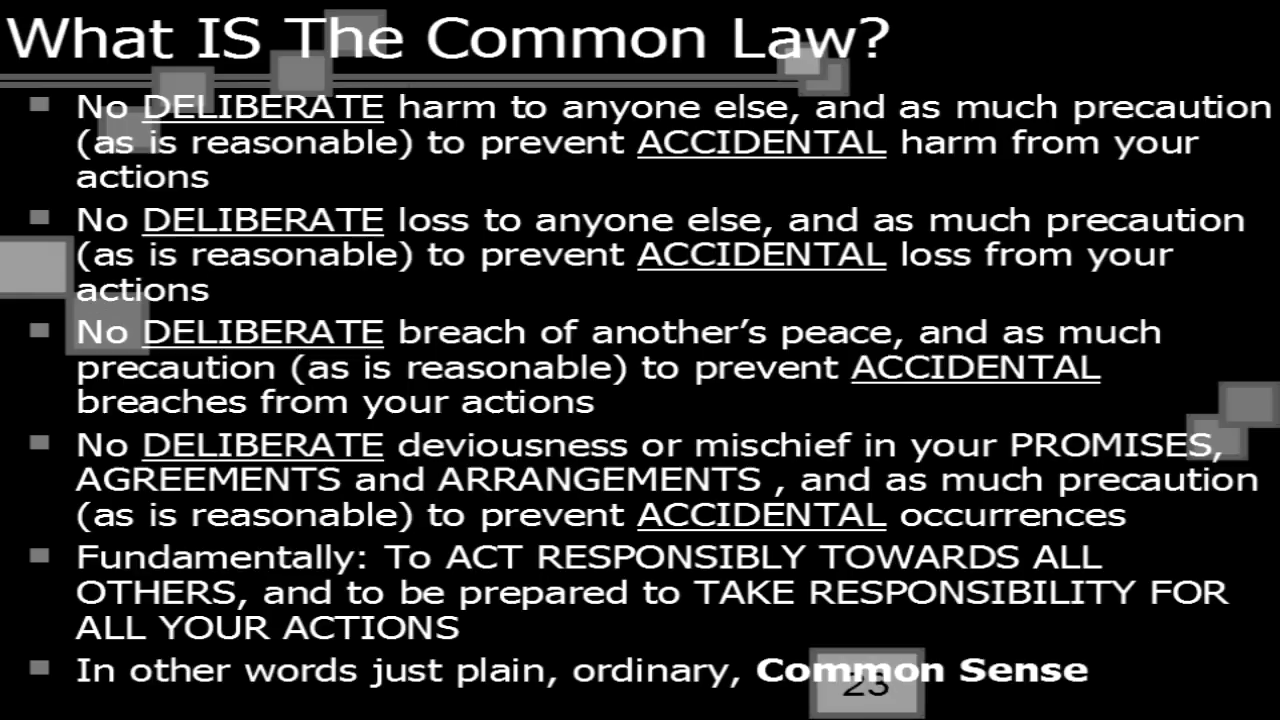 What IS The Common Law?
No DELIBERATE harm to anyone else, and as much precaution
(as is reasonable) to prevent ACCIDENTAL harm from your
actions
No DELIBERATE loss to anyone else, and as much precaution
(as is reasonable) to prevent ACCIDENTAL loss from your
actions
No DELIBERATE breach of another’s peace, and as much
precaution (as is reasonable) to prevent ACCIDENTAL
breaches from your actions
No DELIBERATE deviousness or mischief in your PROMISES,
AGREEMENTS and ARRANGEMENTS , and as much precaution
(as is reasonable) to prevent ACCIDENTAL occurrences
Fundamentally: To ACT RESPONSIBLY TOWARDS ALL
OTHERS, and to be prepared to TAKE RESPONSIBILITY FOR
ALL YOUR ACTIONS
In other words just plain, ordinary, Common Sense
23